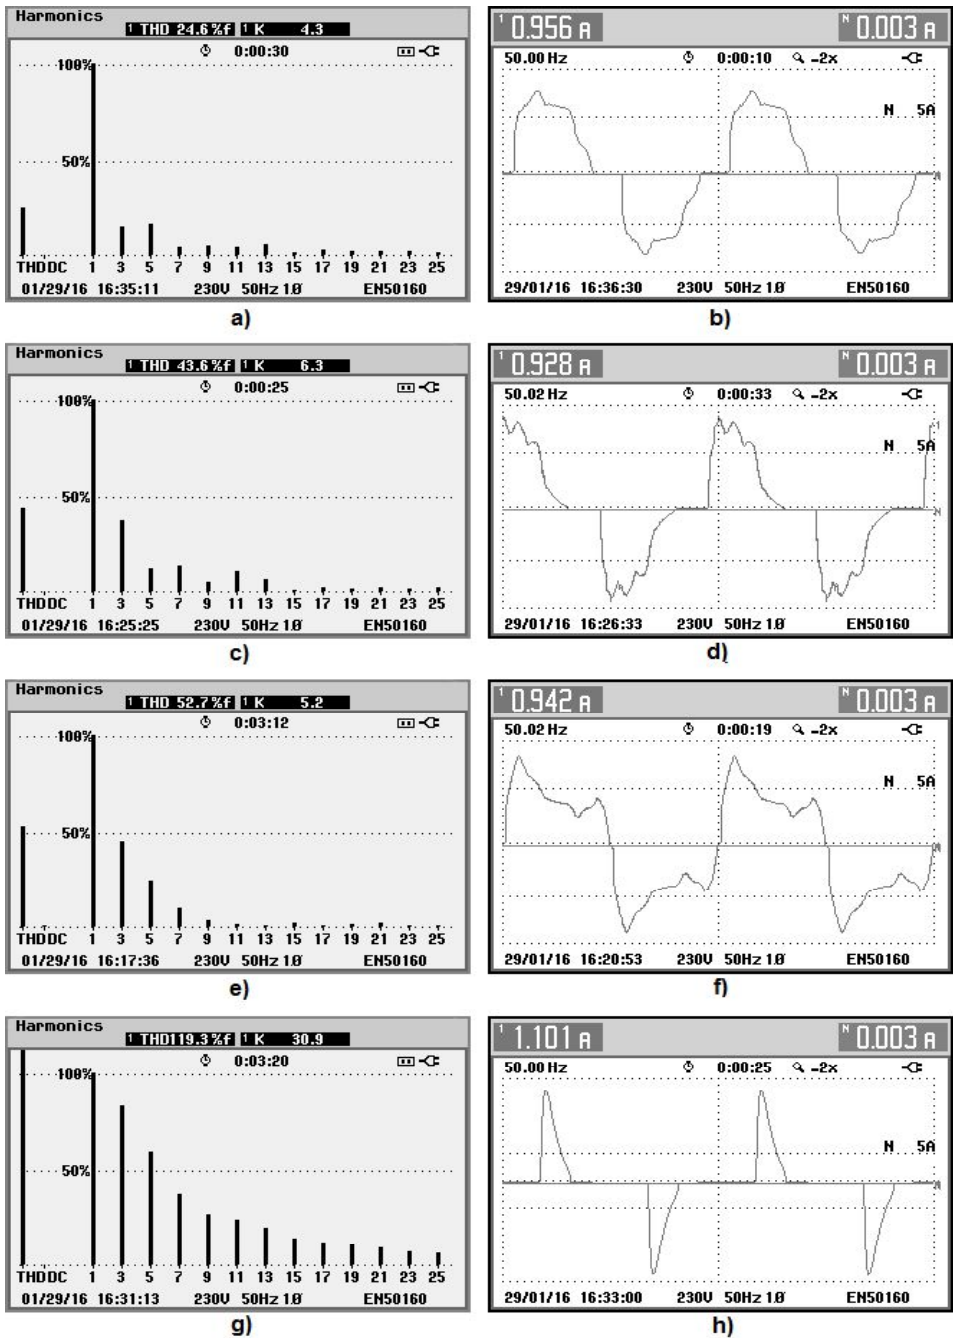 Harmonics
1 THD 24.6 %f 1 K 4.3
0:00:30
100%
50%
THD DC 1 3 5 7 9 11 13 15 17 19 21 23 25
01/29/16 16:35:11 230V 50Hz 1Ø EN50160
a)
1 0.956 A N 0.003 A
50.00 Hz 0:00:10 -2x
N 5A
29/01/16 16:36:30 230V 50Hz 1Ø EN50160
b)
Harmonics
1 THD 43.6 %f 1 K 6.3
0:00:25
100%
50%
THD DC 1 3 5 7 9 11 13 15 17 19 21 23 25
01/29/16 16:25:25 230V 50Hz 1Ø EN50160
c)
1 0.928 A N 0.003 A
50.02 Hz 0:00:33 -2x
N 5A
29/01/16 16:26:33 230V 50Hz 1Ø EN50160
d)
Harmonics
1 THD 52.7 %f 1 K 5.2
0:03:12
100%
50%
THD DC 1 3 5 7 9 11 13 15 17 19 21 23 25
01/29/16 16:17:36 230V 50Hz 1Ø EN50160
e)
1 0.942 A N 0.003 A
50.02 Hz 0:00:19 -2x
N 5A
29/01/16 16:20:53 230V 50Hz 1Ø EN50160
f)
Harmonics
1 THD119.3 %f 1 K 30.9
0:03:20
100%
50%
THD DC 1 3 5 7 9 11 13 15 17 19 21 23 25
01/29/16 16:31:13 230V 50Hz 1Ø EN50160
g)
1 1.101 A N 0.003 A
50.00 Hz 0:00:25 -2x
N 5A
29/01/16 16:33:00 230V 50Hz 1Ø EN50160
h)